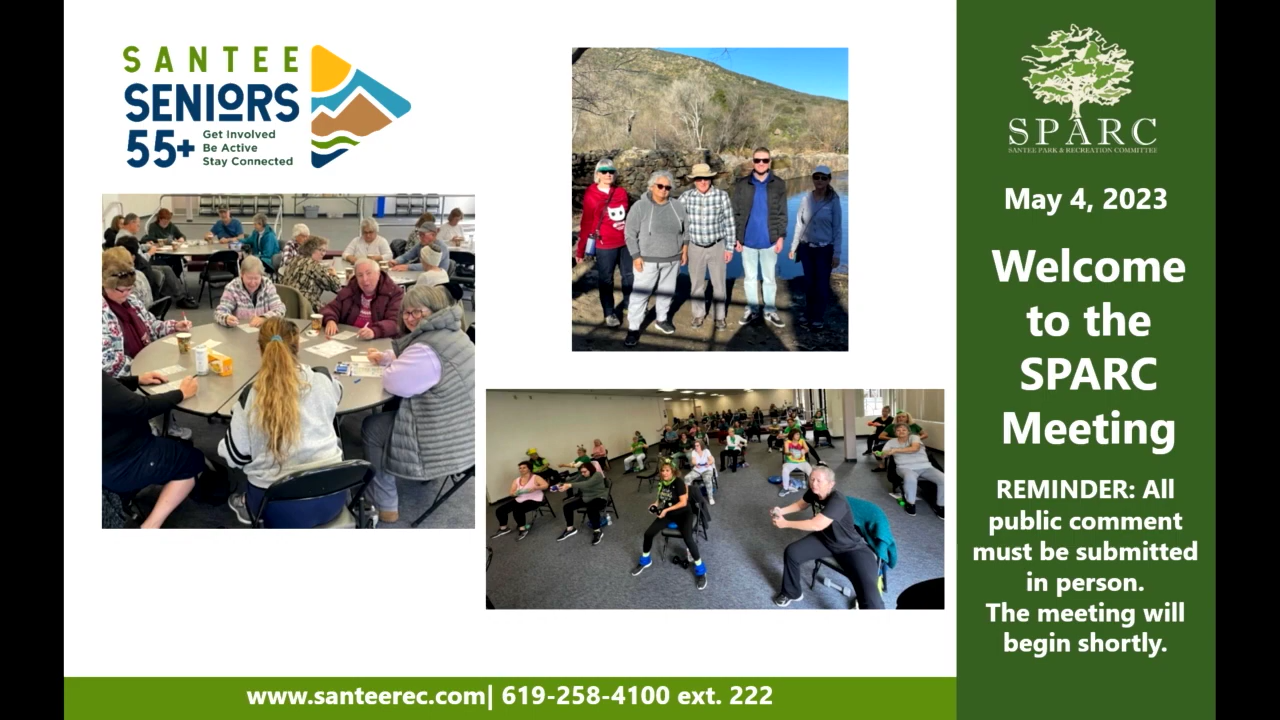 SANTEE
SENIORS
55+
Get Involved
Be Active
Stay Connected
SPARC
SANTEE PARK & RECREATION COMMITTEE
May 4, 2023
Welcome
to the
SPARC
Meeting
REMINDER: All
public comment
must be submitted
in person.
The meeting will
begin shortly.
www.santeerec.com| 619-258-4100 ext. 222